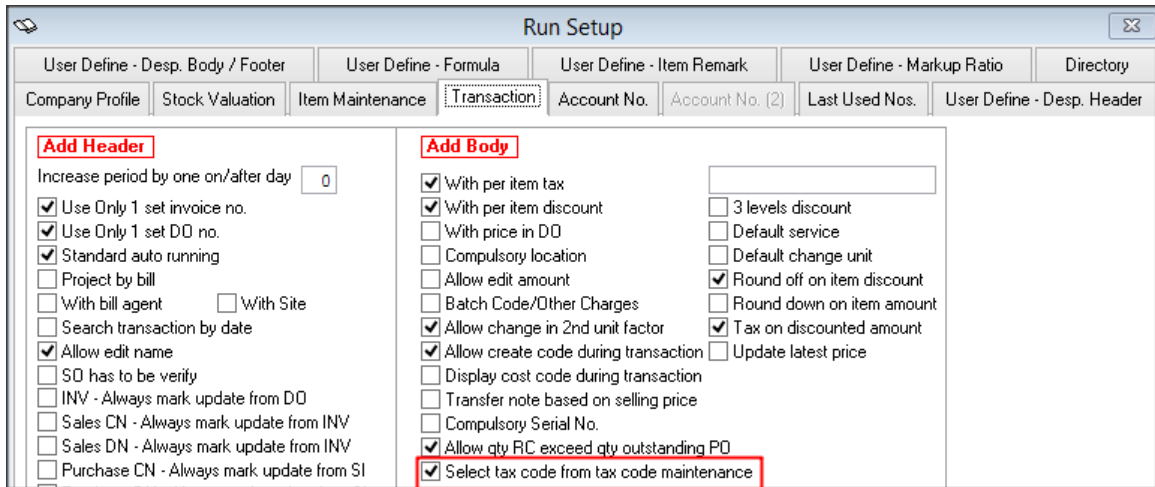 Run Setup
User Define - Desp. Body / Footer
User Define - Formula
User Define - Item Remark
User Define - Markup Ratio
Directory
Company Profile
Stock Valuation
Item Maintenance
Transaction
Account No.
Account No. (2)
Last Used Nos.
User Define - Desp. Header
Add Header
Increase period by one on/after day 0
Use Only 1 set invoice no.
Use Only 1 set DO no.
Standard auto running
Project by bill
With bill agent With Site
Search transaction by date
Allow edit name
SO has to be verify
INV - Always mark update from DO
Sales CN - Always mark update from INV
Sales DN - Always mark update from INV
Purchase CN - Always mark update from SI
Add Body
With per item tax
With per item discount
With price in DO
Compulsory location
Allow edit amount
Batch Code/Other Charges
Allow change in 2nd unit factor
Allow create code during transaction
Display cost code during transaction
Transfer note based on selling price
Compulsory Serial No.
Allow qty RC exceed qty outstanding PO
Select tax code from tax code maintenance
3 levels discount
Default service
Default change unit
Round off on item discount
Round down on item amount
Tax on discounted amount
Update latest price